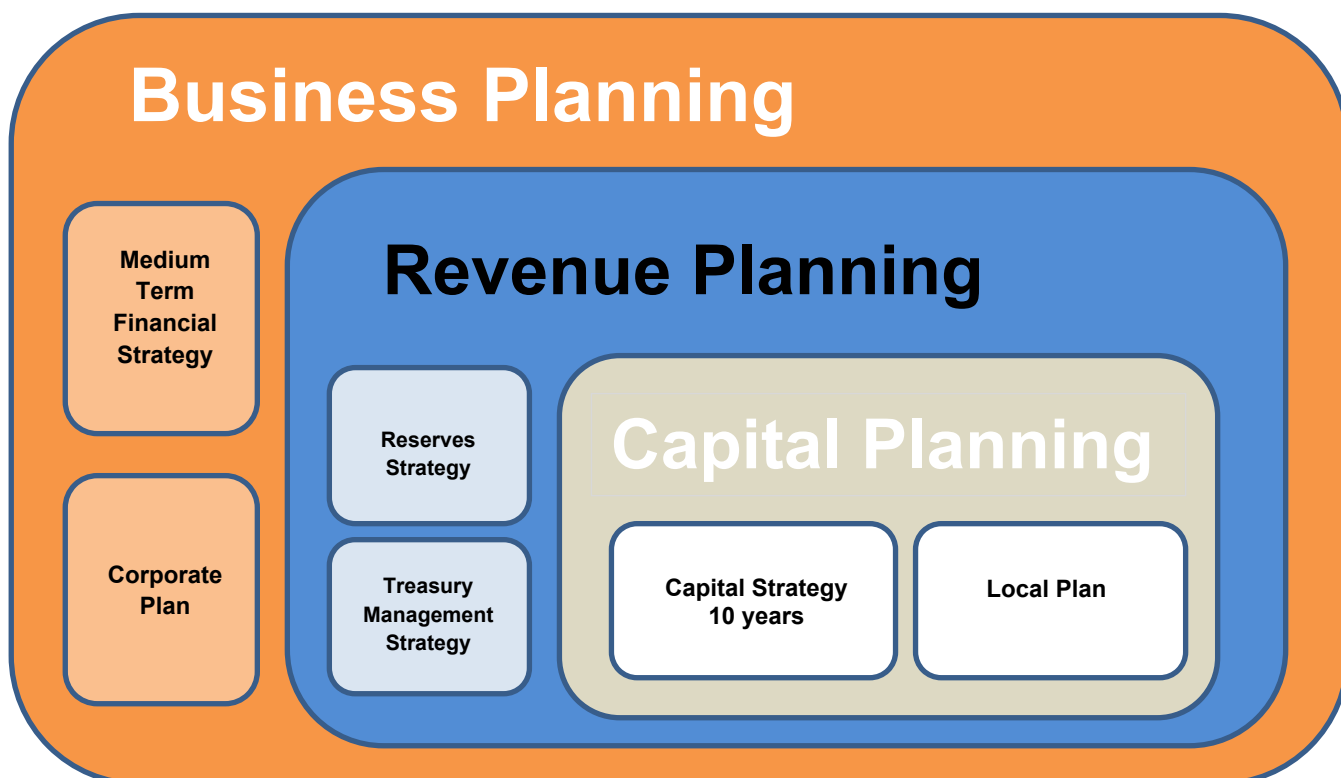 Business Planning
Medium
Term
Financial
Strategy
Revenue Planning
Reserves
Strategy
Capital Planning
Corporate
Plan
Treasury
Management
Strategy
Capital Strategy
10 years
Local Plan